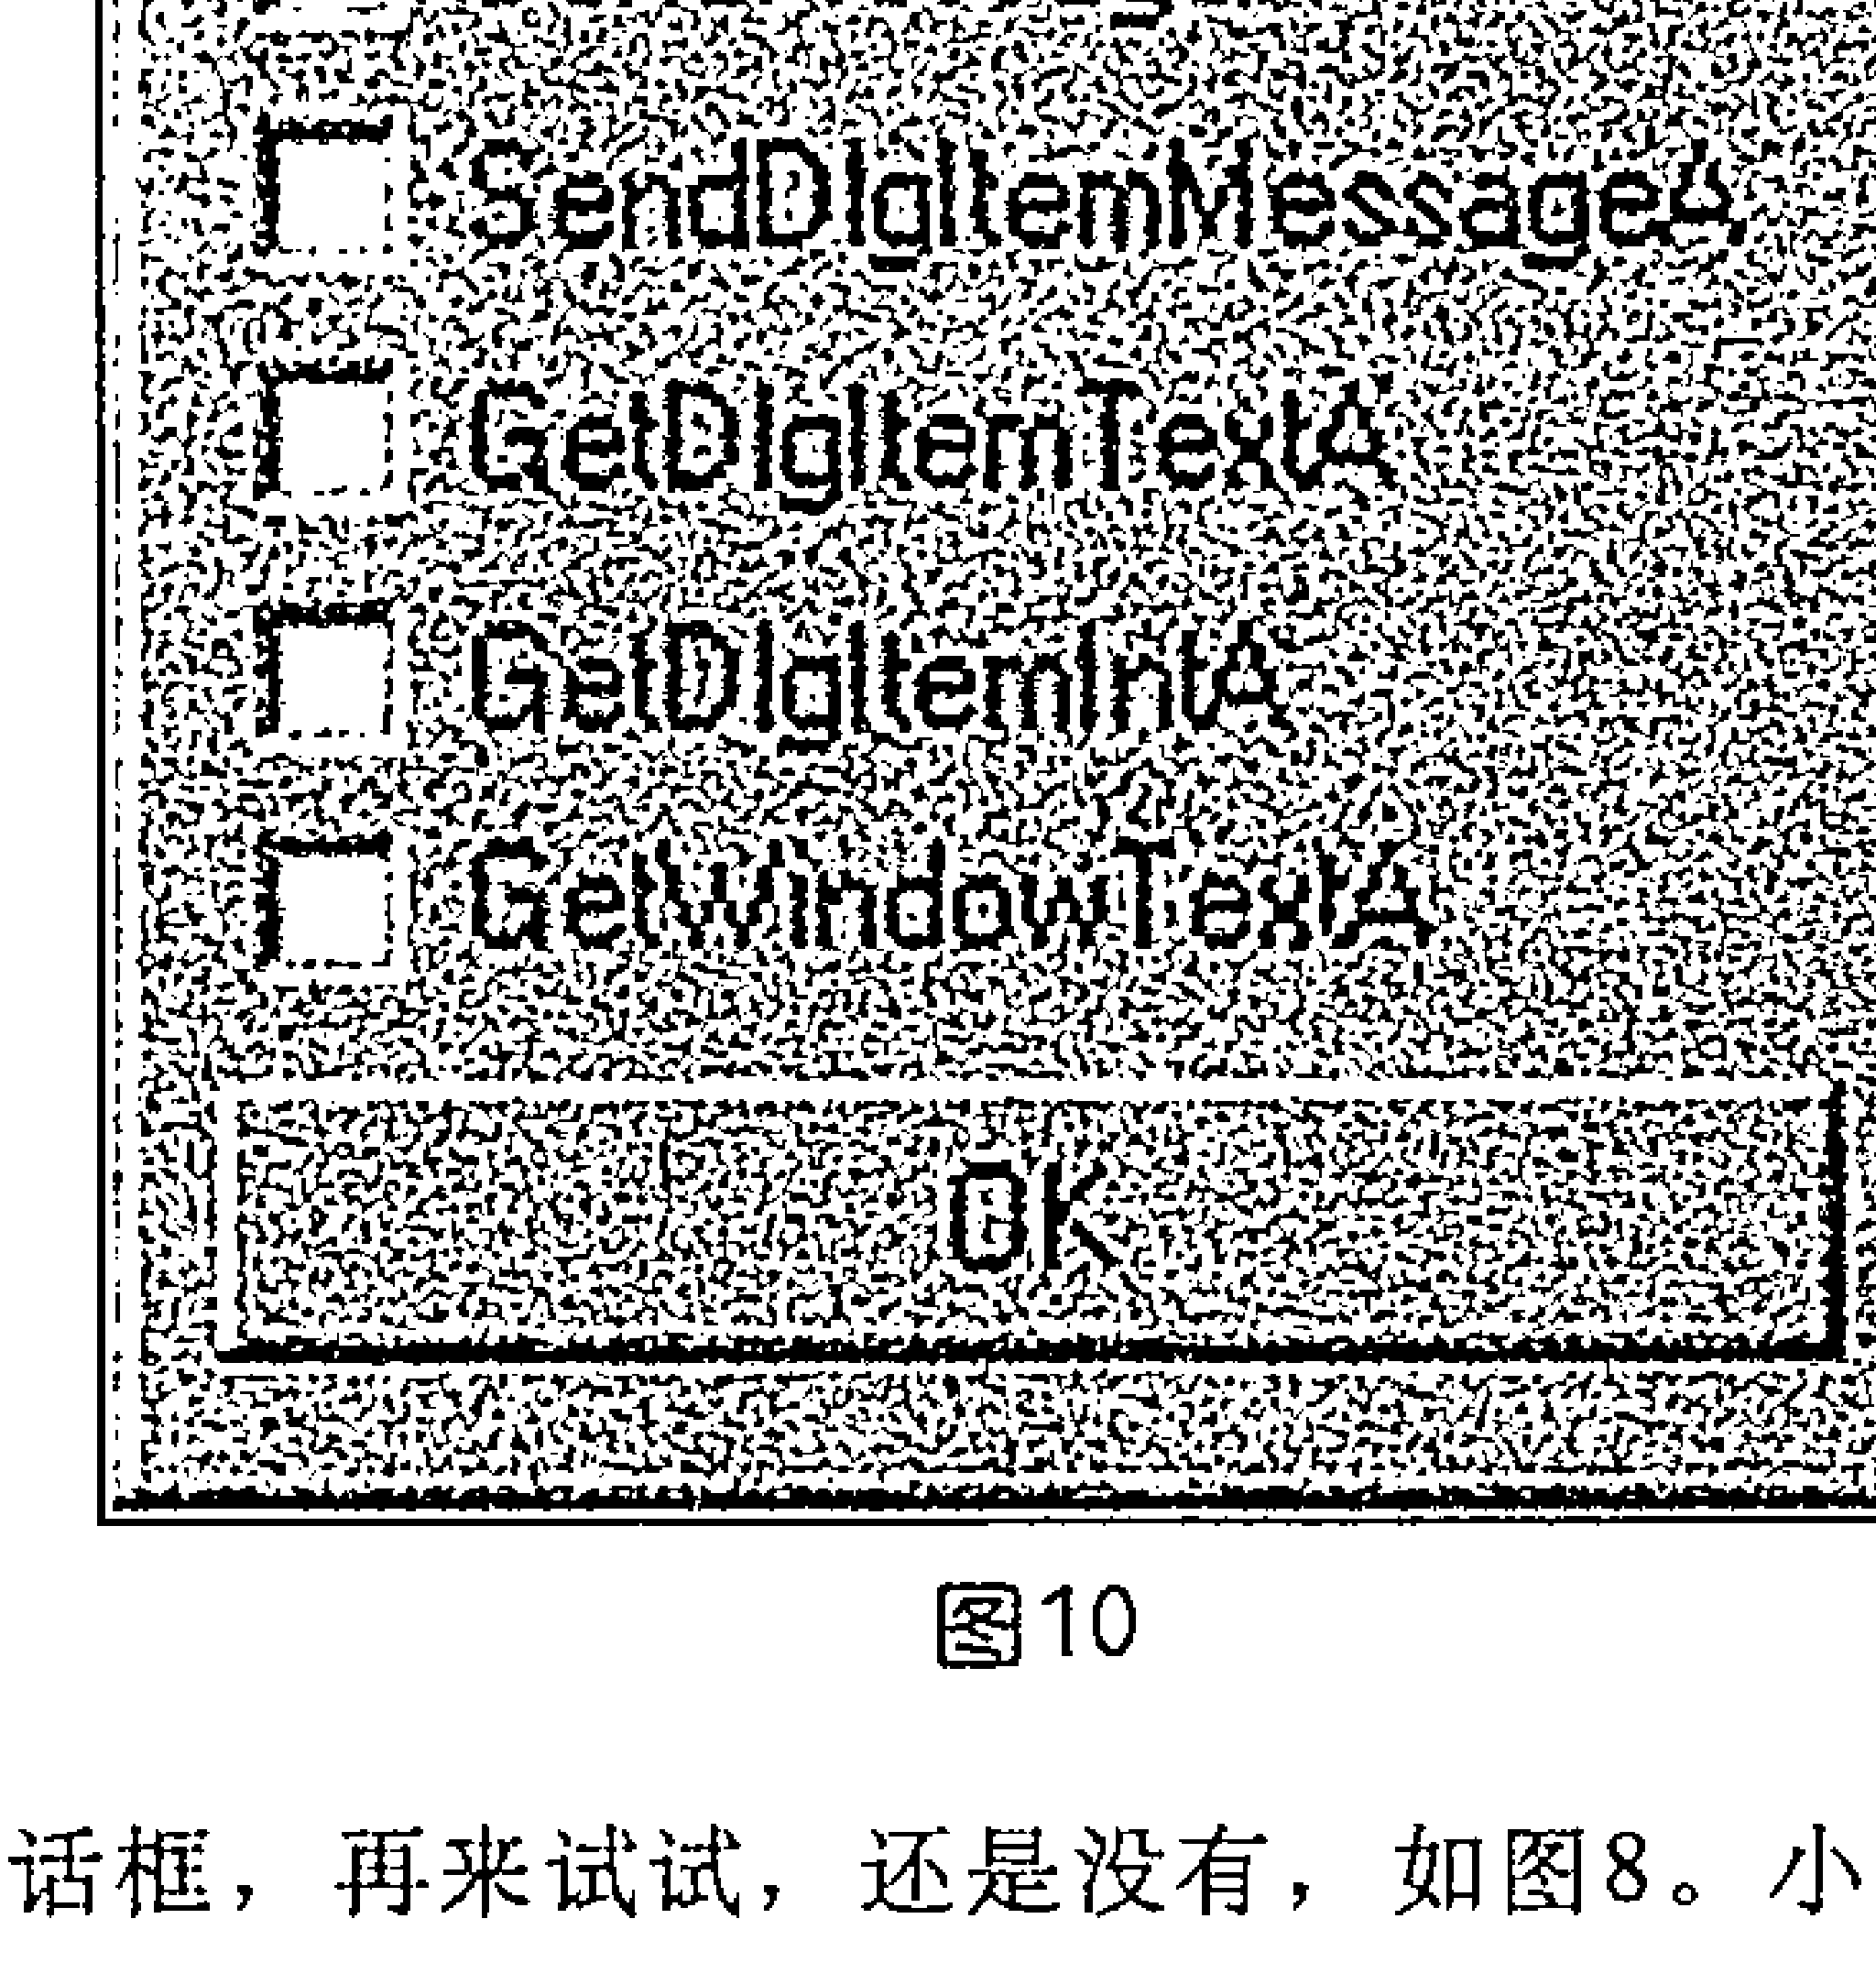 SendDlgItemMessageA
GetDlgItemTextA
GetDlgItemIntA
GetWindowTextA
OK
图10
话框，再来试试，还是没有，如图8。小